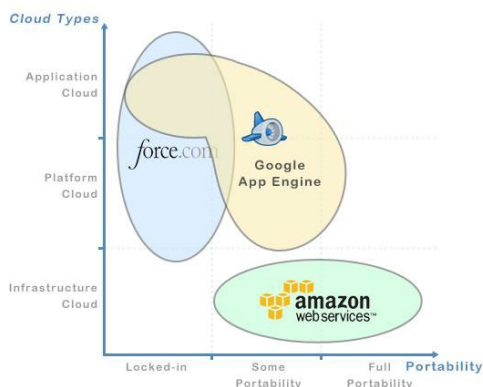 Cloud Types
Application
Cloud
force.com
Google
App Engine
Platform
Cloud
Infrastructure
Cloud
amazon
webservices™
Locked-in
Some
Portability
Full
Portability
Portability